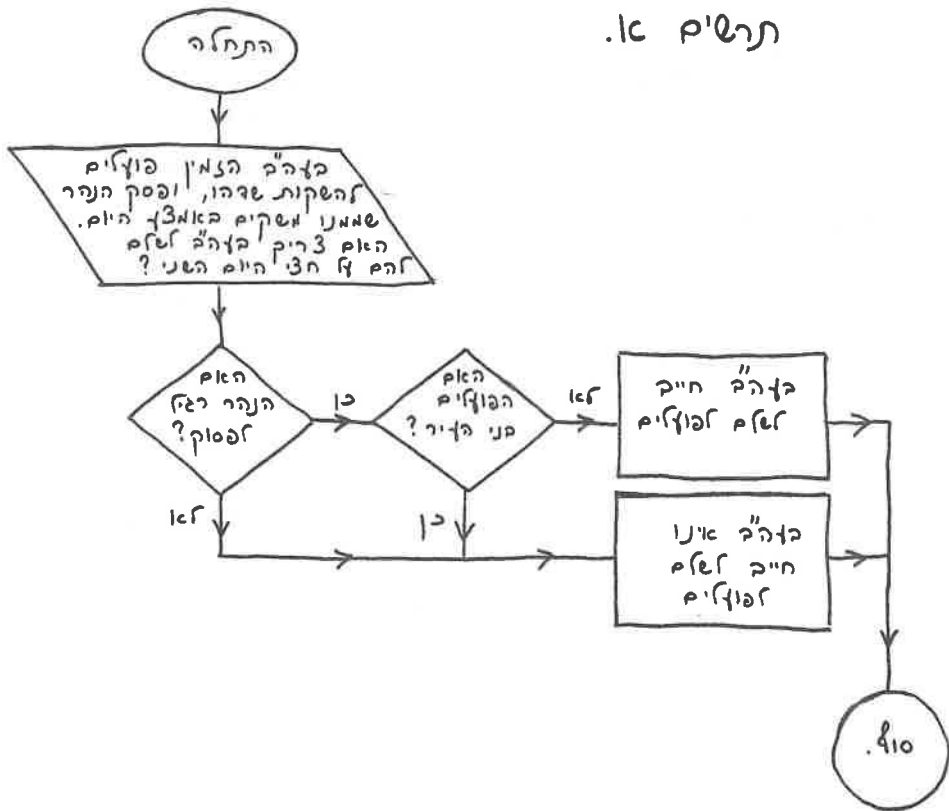 תרשים א.
התחלה
בעה"ב הזמין פועלים
להשקות שדהו, ופסק הנהר
שממנו משקים באמצע היום.
האם צריך בעה"ב לשלם
להם על חצי היום השני?
האם
הנהר רגיל
לפסוק?
כן
האם
הפועלים
בני העיר?
לא
בעה"ב חייב
לשלם לפועלים
לא
כן
בעה"ב אינו
חייב לשלם
לפועלים
סוף.